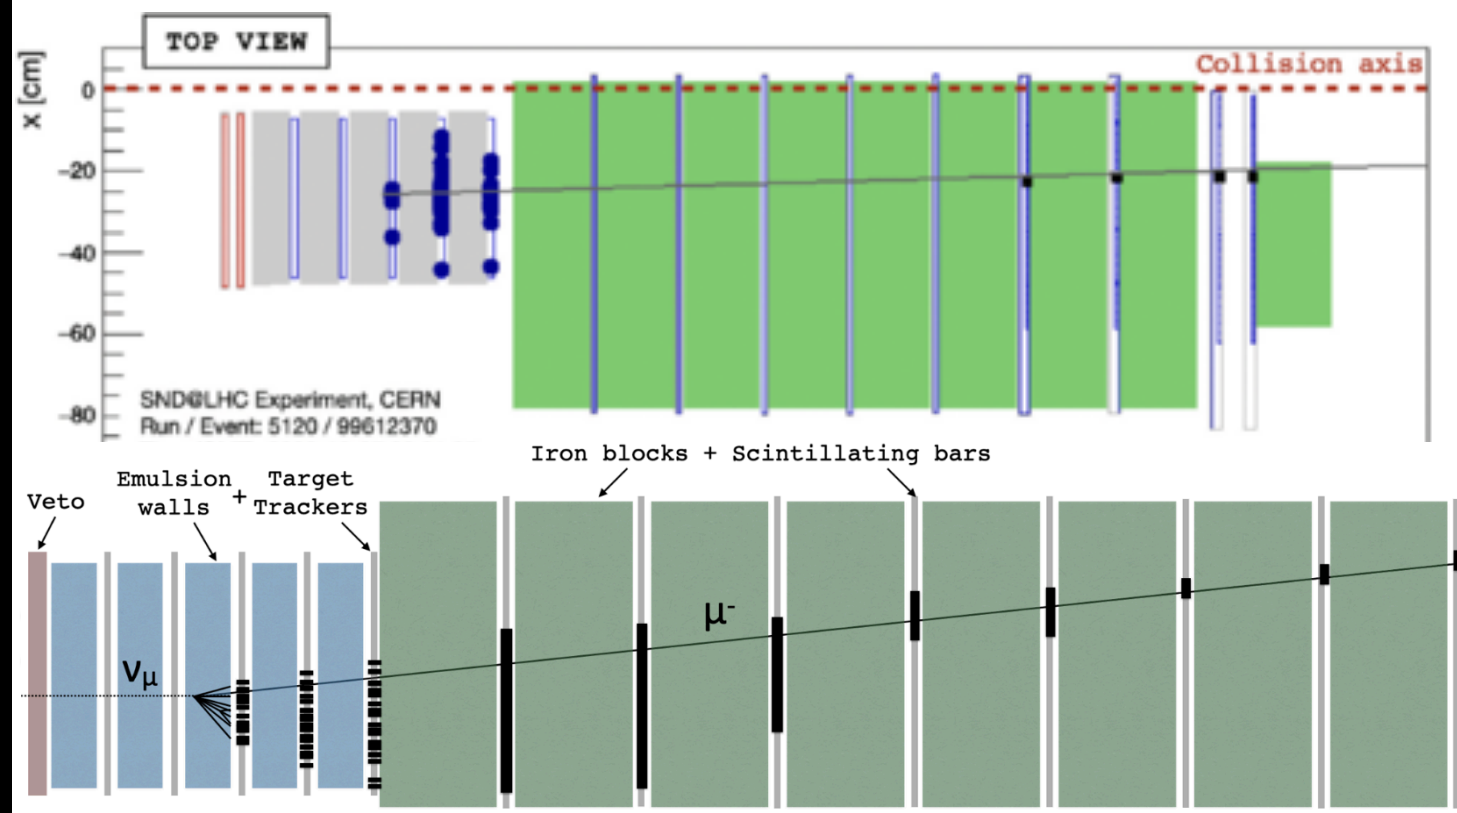 TOP VIEW
x [cm]
Collision axis
0
-20
-40
-60
-80
SND@LHC Experiment, CERN
Run / Event: 5120 / 99612370
Iron blocks + Scintillating bars
Veto
Emulsion
walls
+
Target
Trackers
μ-
νμ